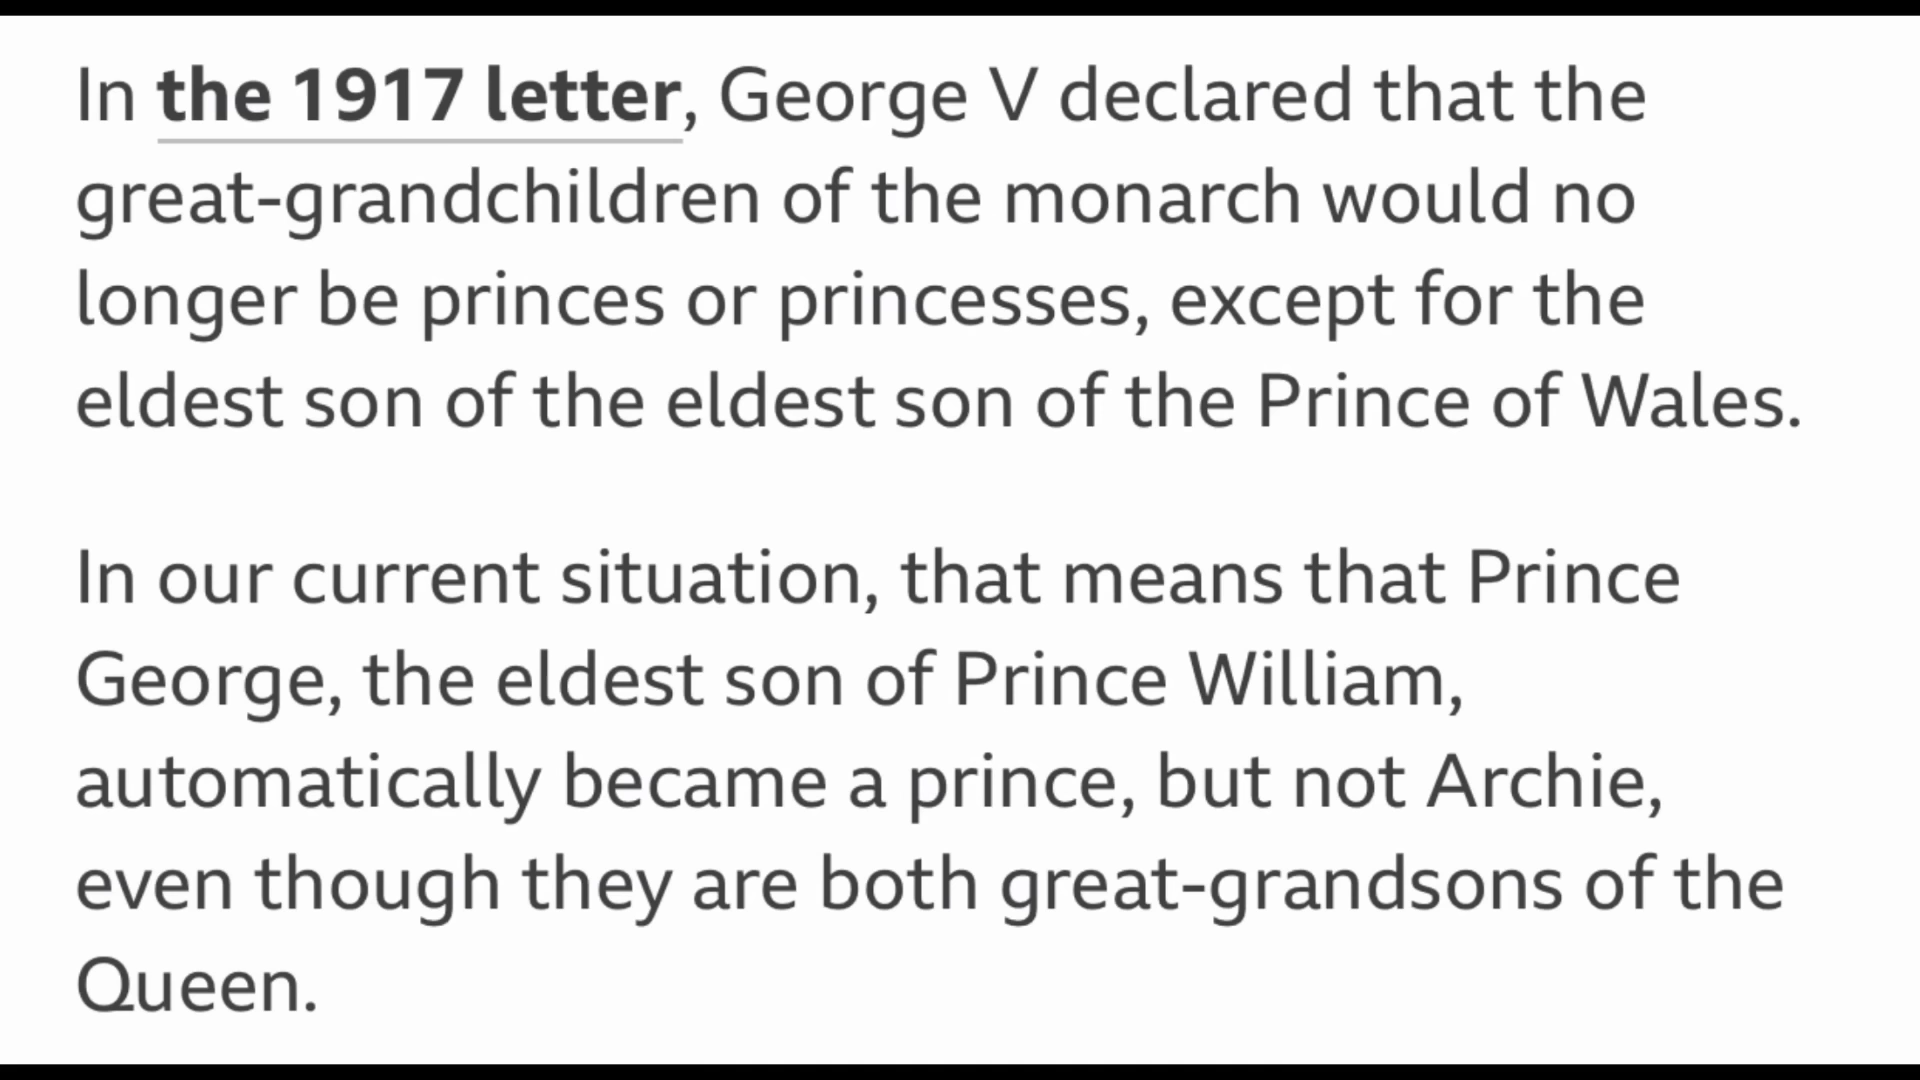 In the 1917 letter, George V declared that the
great-grandchildren of the monarch would no
longer be princes or princesses, except for the
eldest son of the eldest son of the Prince of Wales.
In our current situation, that means that Prince
George, the eldest son of Prince William,
automatically became a prince, but not Archie,
even though they are both great-grandsons of the
Queen.